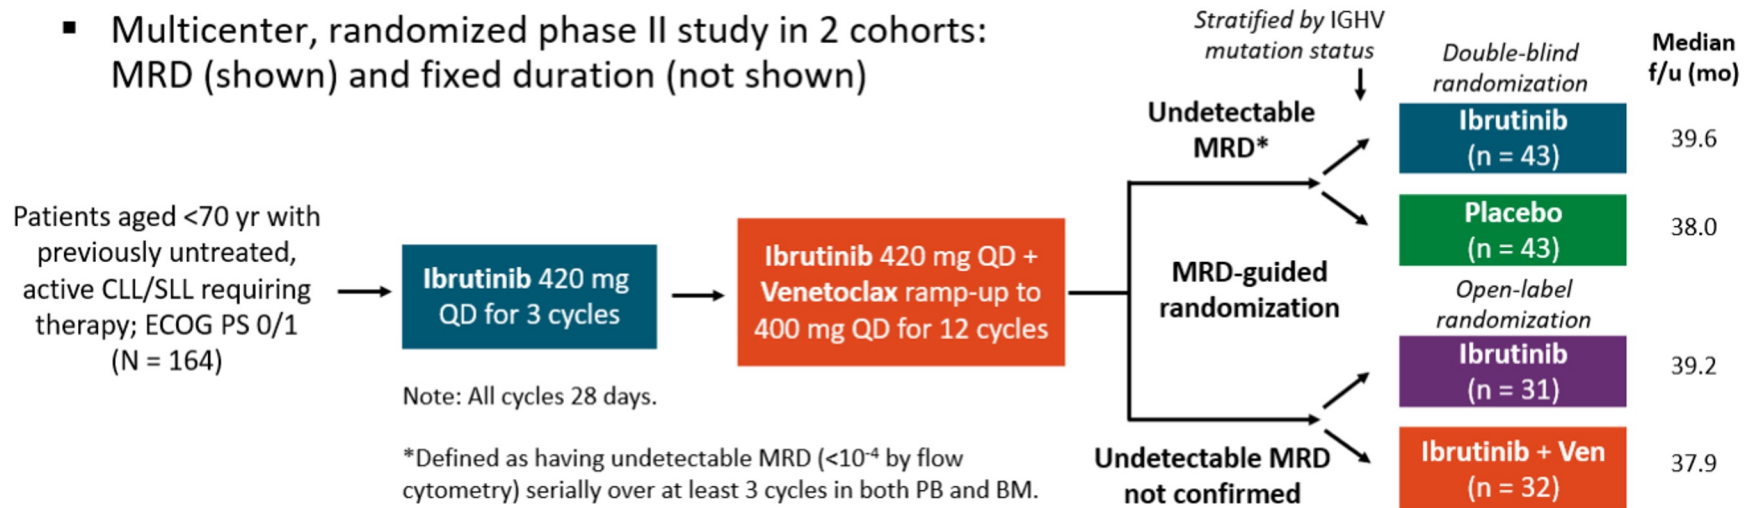 ▪ Multicenter, randomized phase II study in 2 cohorts:
MRD (shown) and fixed duration (not shown)
Patients aged <70 yr with
previously untreated,
active CLL/SLL requiring
therapy; ECOG PS 0/1
(N = 164)
Ibrutinib 420 mg
QD for 3 cycles
Note: All cycles 28 days.
*Defined as having undetectable MRD (<10⁻⁴ by flow
cytometry) serially over at least 3 cycles in both PB and BM.
Ibrutinib 420 mg QD +
Venetoclax ramp-up to
400 mg QD for 12 cycles
Stratified by IGHV
mutation status
Undetectable
MRD*
MRD-guided
randomization
Undetectable MRD
not confirmed
Double-blind
randomization
Ibrutinib
(n = 43)
Placebo
(n = 43)
Open-label
randomization
Ibrutinib
(n = 31)
Ibrutinib + Ven
(n = 32)
Median
f/u (mo)
39.6
38.0
39.2
37.9